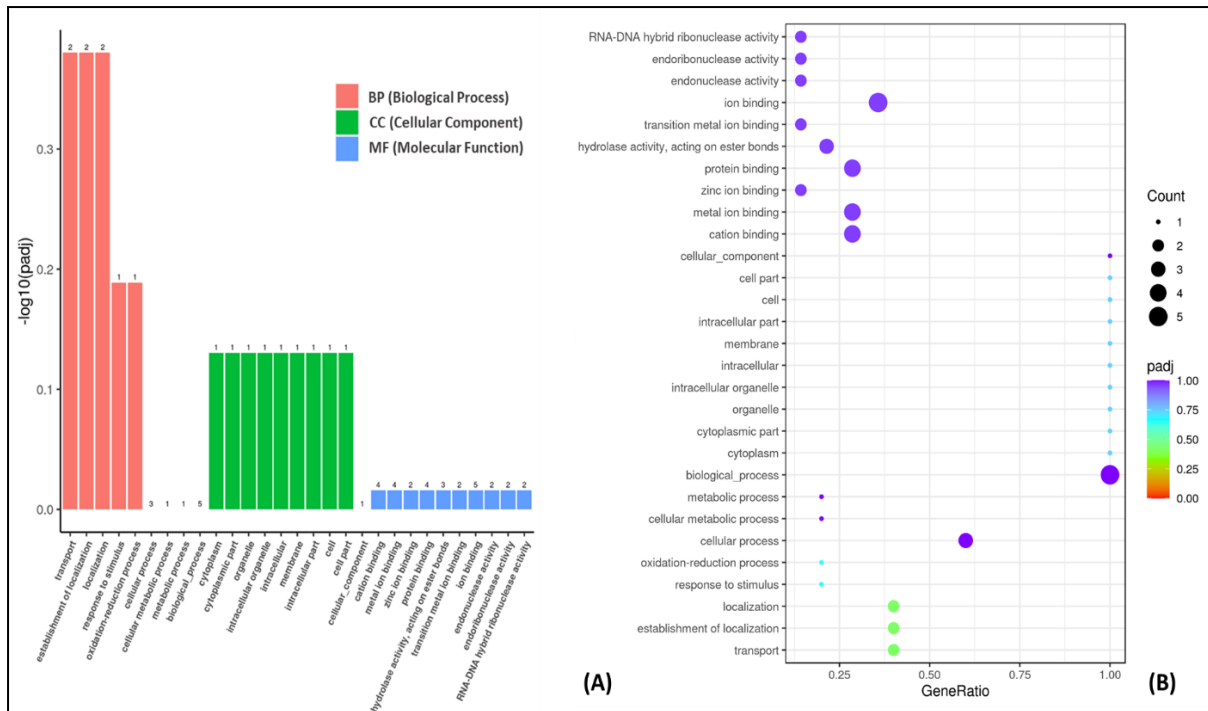 2 2 2
1 1
3 1 1 5
1 1 1 1 1 1 1 1 1
1
4 4 2 4 3 2 5 2 2 2
BP (Biological Process)
CC (Cellular Component)
MF (Molecular Function)
0.3
0.2
0.1
0.0
-log10(padj)
transport
establishment of localization
localization
response to stimulus
oxidation-reduction process
cellular process
cellular metabolic process
metabolic process
biological_process
cytoplasm
cytoplasmic part
organelle
intracellular organelle
intracellular
membrane
intracellular part
cell
cell part
cellular_component
cation binding
metal ion binding
zinc ion binding
protein binding
hydrolase activity, acting on ester bonds
transition metal ion binding
ion binding
endonuclease activity
endoribonuclease activity
RNA-DNA hybrid ribonuclease activity
(A)
RNA-DNA hybrid ribonuclease activity
endoribonuclease activity
endonuclease activity
ion binding
transition metal ion binding
hydrolase activity, acting on ester bonds
protein binding
zinc ion binding
metal ion binding
cation binding
cellular_component
cell part
cell
intracellular part
membrane
intracellular
intracellular organelle
organelle
cytoplasmic part
cytoplasm
biological_process
metabolic process
cellular metabolic process
cellular process
oxidation-reduction process
response to stimulus
localization
establishment of localization
transport
0.25 0.50 0.75 1.00
GeneRatio
Count
1
2
3
4
5
padj
1.00
0.75
0.50
0.25
0.00
(B)